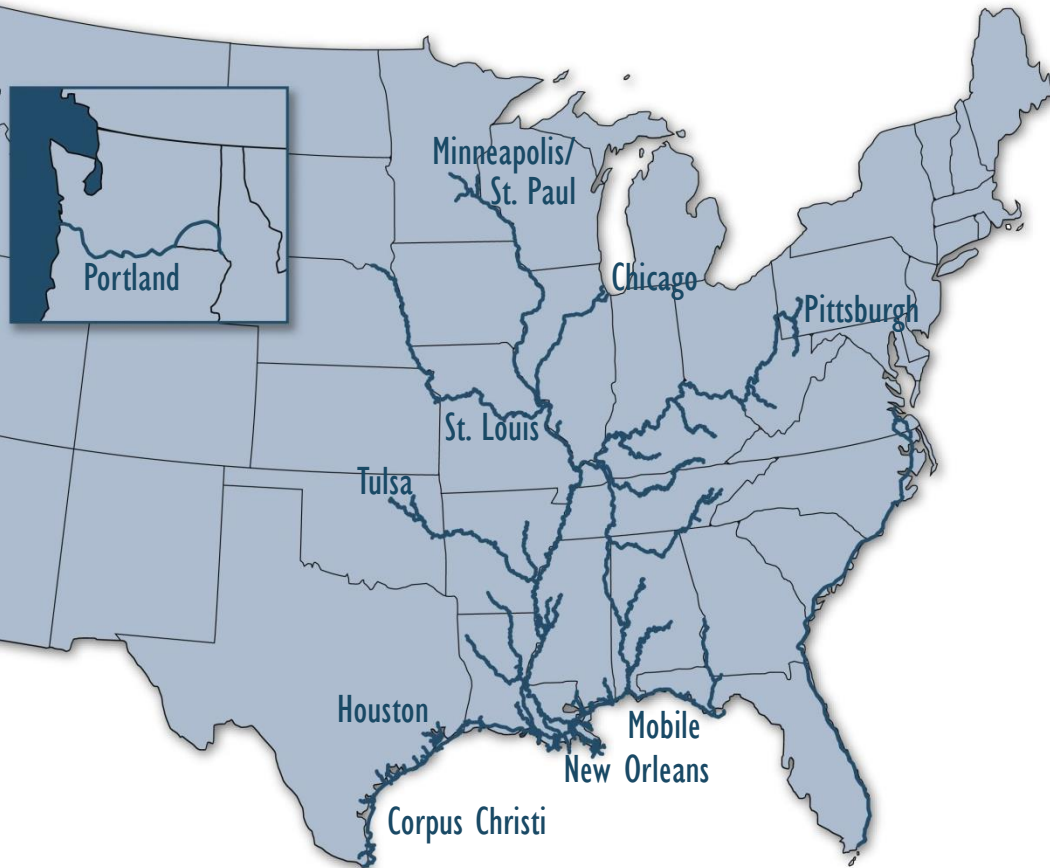 Minneapolis/
St. Paul
Portland
Chicago
Pittsburgh
St. Louis
Tulsa
Houston
Mobile
New Orleans
Corpus Christi